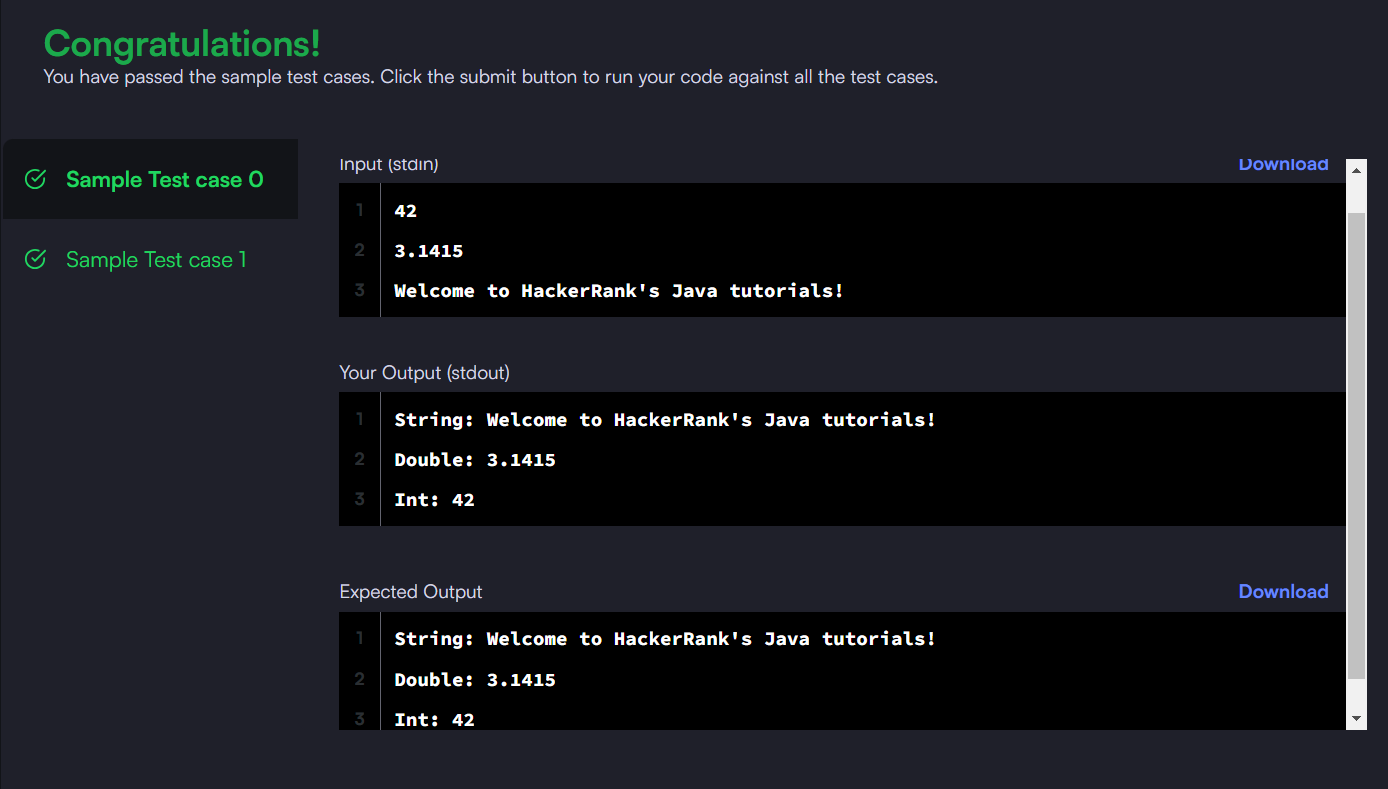 Congratulations!
You have passed the sample test cases. Click the submit button to run your code against all the test cases.
Sample Test case 0
Sample Test case 1
Input (stdin)
Download
1 42
2 3.1415
3 Welcome to HackerRank's Java tutorials!
Your Output (stdout)
1 String: Welcome to HackerRank's Java tutorials!
2 Double: 3.1415
3 Int: 42
Expected Output
Download
1 String: Welcome to HackerRank's Java tutorials!
2 Double: 3.1415
3 Int: 42